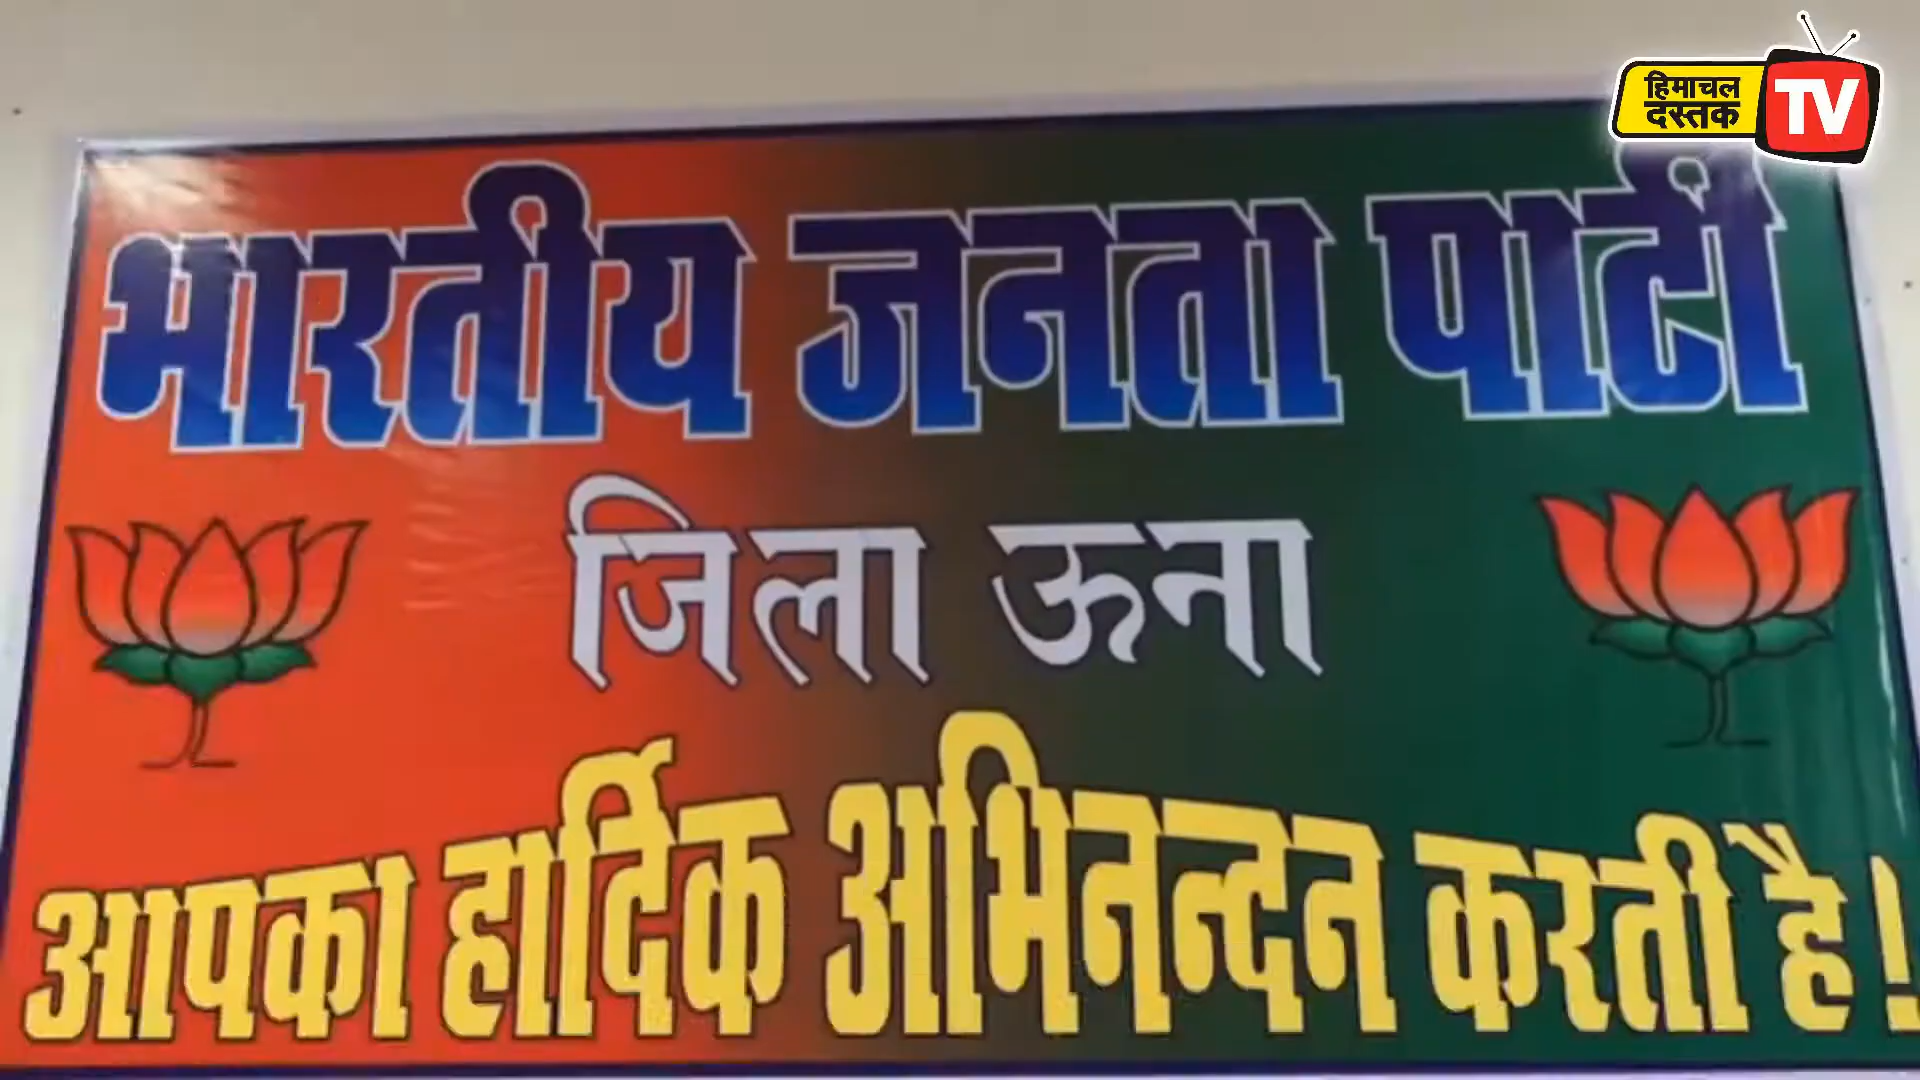 हिमाचल
दस्तक
TV
भारतीय जनता पार्टी
जिला ऊना
आपका हार्दिक अभिनन्दन करती है!